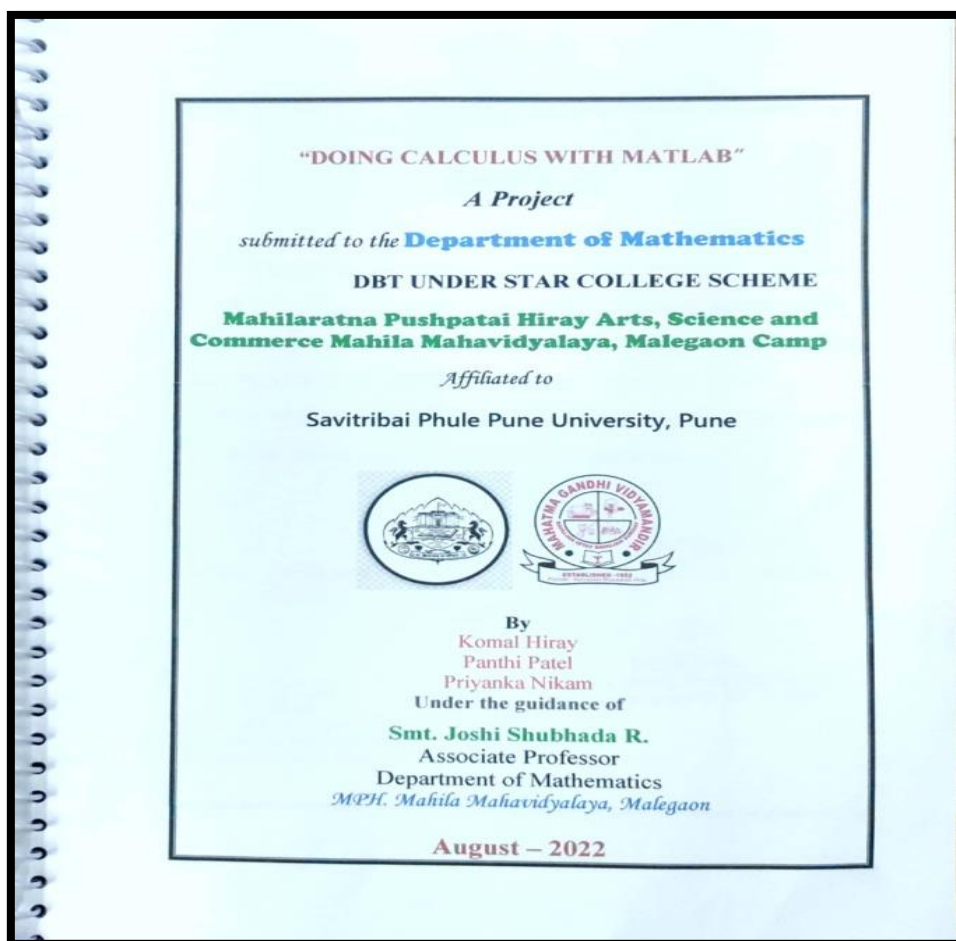 “DOING CALCULUS WITH MATLAB”
A Project
submitted to the Department of Mathematics
DBT UNDER STAR COLLEGE SCHEME
Mahilaratna Pushpatai Hiray Arts, Science and
Commerce Mahila Mahavidyalaya, Malegaon Camp
Affiliated to
Savitribai Phule Pune University, Pune
MAHATMA GANDHI VIDYAMANDIR
ESTABLISHED-1952
By
Komal Hiray
Panthi Patel
Priyanka Nikam
Under the guidance of
Smt. Joshi Shubhada R.
Associate Professor
Department of Mathematics
MPH. Mahila Mahavidyalaya, Malegaon
August – 2022